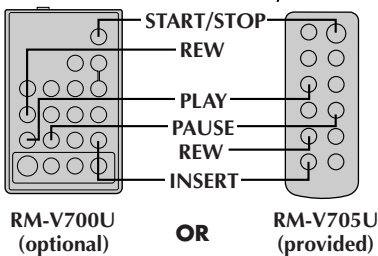 START/STOP
REW
PLAY
PAUSE
REW
INSERT
RM-V700U
(optional)
OR
RM-V705U
(provided)